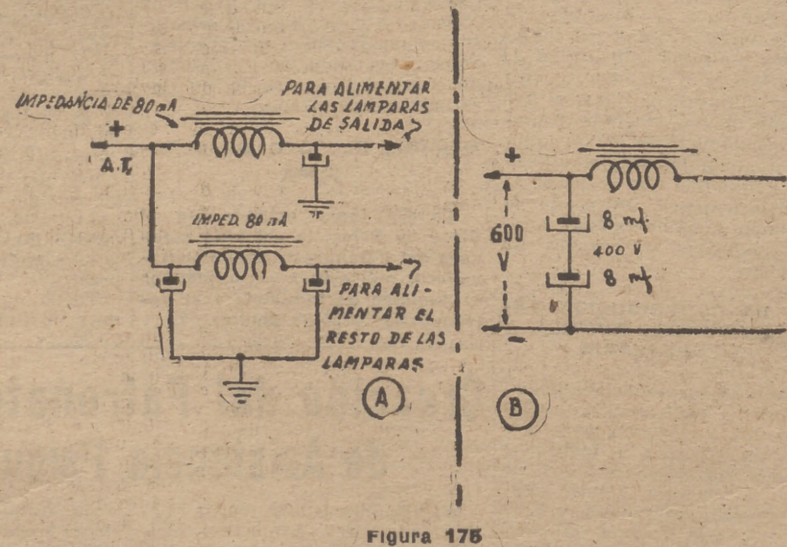 IMPEDANCIA DE 80 mA
PARA ALIMENTAR
LAS LAMPARAS
DE SALIDA
+
A.T.
IMPED. 80 mA
PARA ALI-
MENTAR EL
RESTO DE LAS
LAMPARAS
A
+
600
V
8 mf.
400 V
8 mf
-
B
Figura 175